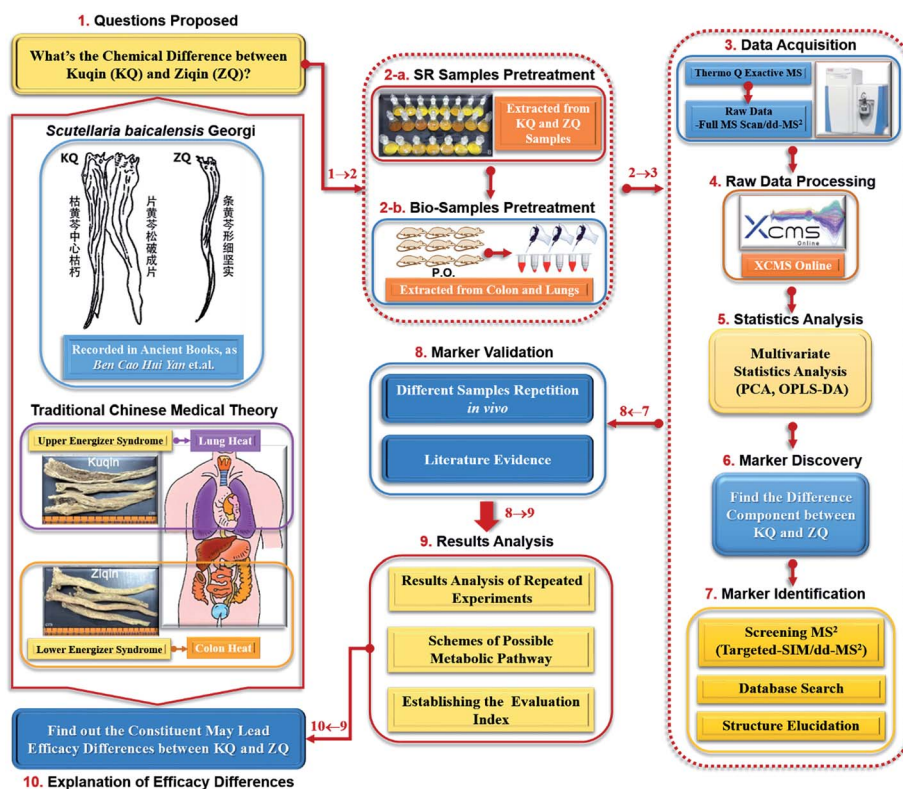 1. Questions Proposed
What's the Chemical Difference between
Kuqin (KQ) and Ziqin (ZQ)?
Scutellaria baicalensis Georgi
KQ
ZQ
枯黄芩中心枯朽
片黄芩松破成片
条黄芩形细坚实
Recorded in Ancient Books, as
Ben Cao Hui Yan et.al.
Traditional Chinese Medical Theory
Upper Energizer Syndrome
Lung Heat
Kuqin
Ziqin
Lower Energizer Syndrome
Colon Heat
Find out the Constituent May Lead
Efficacy Differences between KQ and ZQ
10. Explanation of Efficacy Differences
1→2
2-a. SR Samples Pretreatment
Extracted from
KQ and ZQ
Samples
2-b. Bio-Samples Pretreatment
P.O.
Extracted from Colon and Lungs
2→3
3. Data Acquisition
Thermo Q Exactive MS
Raw Data
-Full MS Scan/dd-MS²
4. Raw Data Processing
Xcms
Online
XCMS Online
5. Statistics Analysis
Multivariate
Statistics Analysis
(PCA, OPLS-DA)
6. Marker Discovery
Find the Difference
Component between
KQ and ZQ
7. Marker Identification
Screening MS²
(Targeted-SIM/dd-MS²)
Database Search
Structure Elucidation
8←7
8. Marker Validation
Different Samples Repetition
in vivo
Literature Evidence
8→9
9. Results Analysis
Results Analysis of Repeated
Experiments
Schemes of Possible
Metabolic Pathway
Establishing the Evaluation
Index
10←9